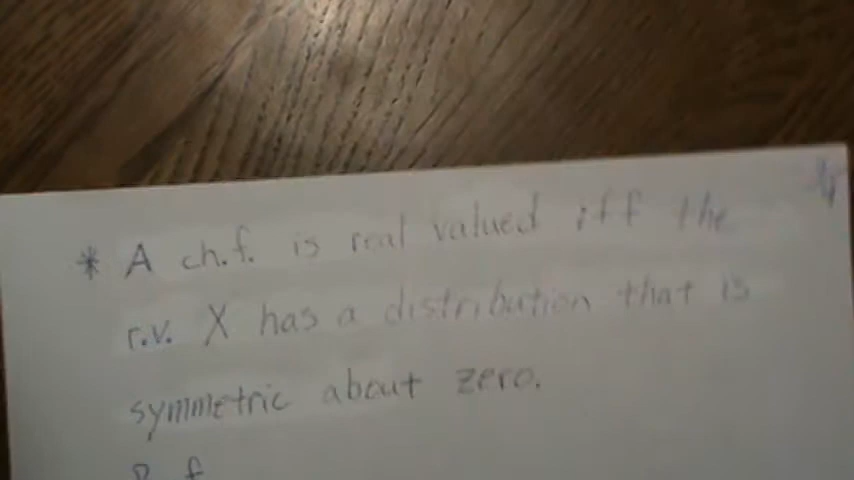 * A ch.f. is real valued iff the
r.v. X has a distribution that is
symmetric about zero.